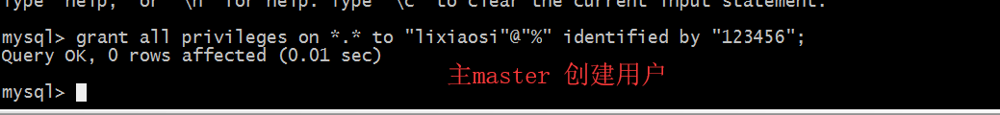 Type 'help;' or '\h' for help. Type '\c' to clear the current input statement.
mysql> grant all privileges on *.* to "lixiaosi"@"%" identified by "123456";
Query OK, 0 rows affected (0.01 sec)
主master 创建用户
mysql>